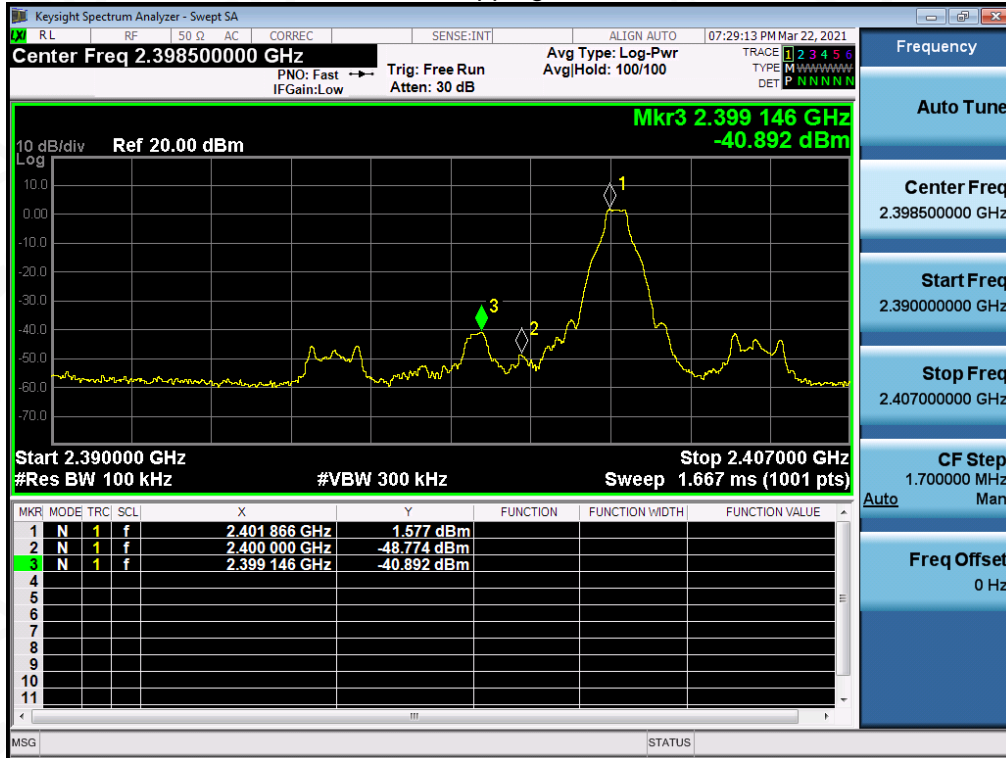 Keysight Spectrum Analyzer - Swept SA
LXI RL RF 50 Ω AC CORREC SENSE:INT ALIGN AUTO 07:29:13 PM Mar 22, 2021
Center Freq 2.398500000 GHz
PNO: Fast
IFGain:Low
Trig: Free Run
Atten: 30 dB
Avg Type: Log-Pwr
Avg|Hold: 100/100
TRACE 1 2 3 4 5 6
TYPE M WWWWW
DET P N N N N N
Mkr3 2.399 146 GHz
-40.892 dBm
10 dB/div Ref 20.00 dBm
Log
10.0
0.00
-10.0
-20.0
-30.0
-40.0
-50.0
-60.0
-70.0
1
3
2
Start 2.390000 GHz Stop 2.407000 GHz
#Res BW 100 kHz #VBW 300 kHz Sweep 1.667 ms (1001 pts)
MKR MODE TRC SCL X Y FUNCTION FUNCTION WIDTH FUNCTION VALUE
1 N 1 f 2.401 866 GHz 1.577 dBm
2 N 1 f 2.400 000 GHz -48.774 dBm
3 N 1 f 2.399 146 GHz -40.892 dBm
4
5
6
7
8
9
10
11
MSG STATUS
Frequency
Auto Tune
Center Freq
2.398500000 GHz
Start Freq
2.390000000 GHz
Stop Freq
2.407000000 GHz
CF Step
1.700000 MHz
Auto Man
Freq Offset
0 Hz